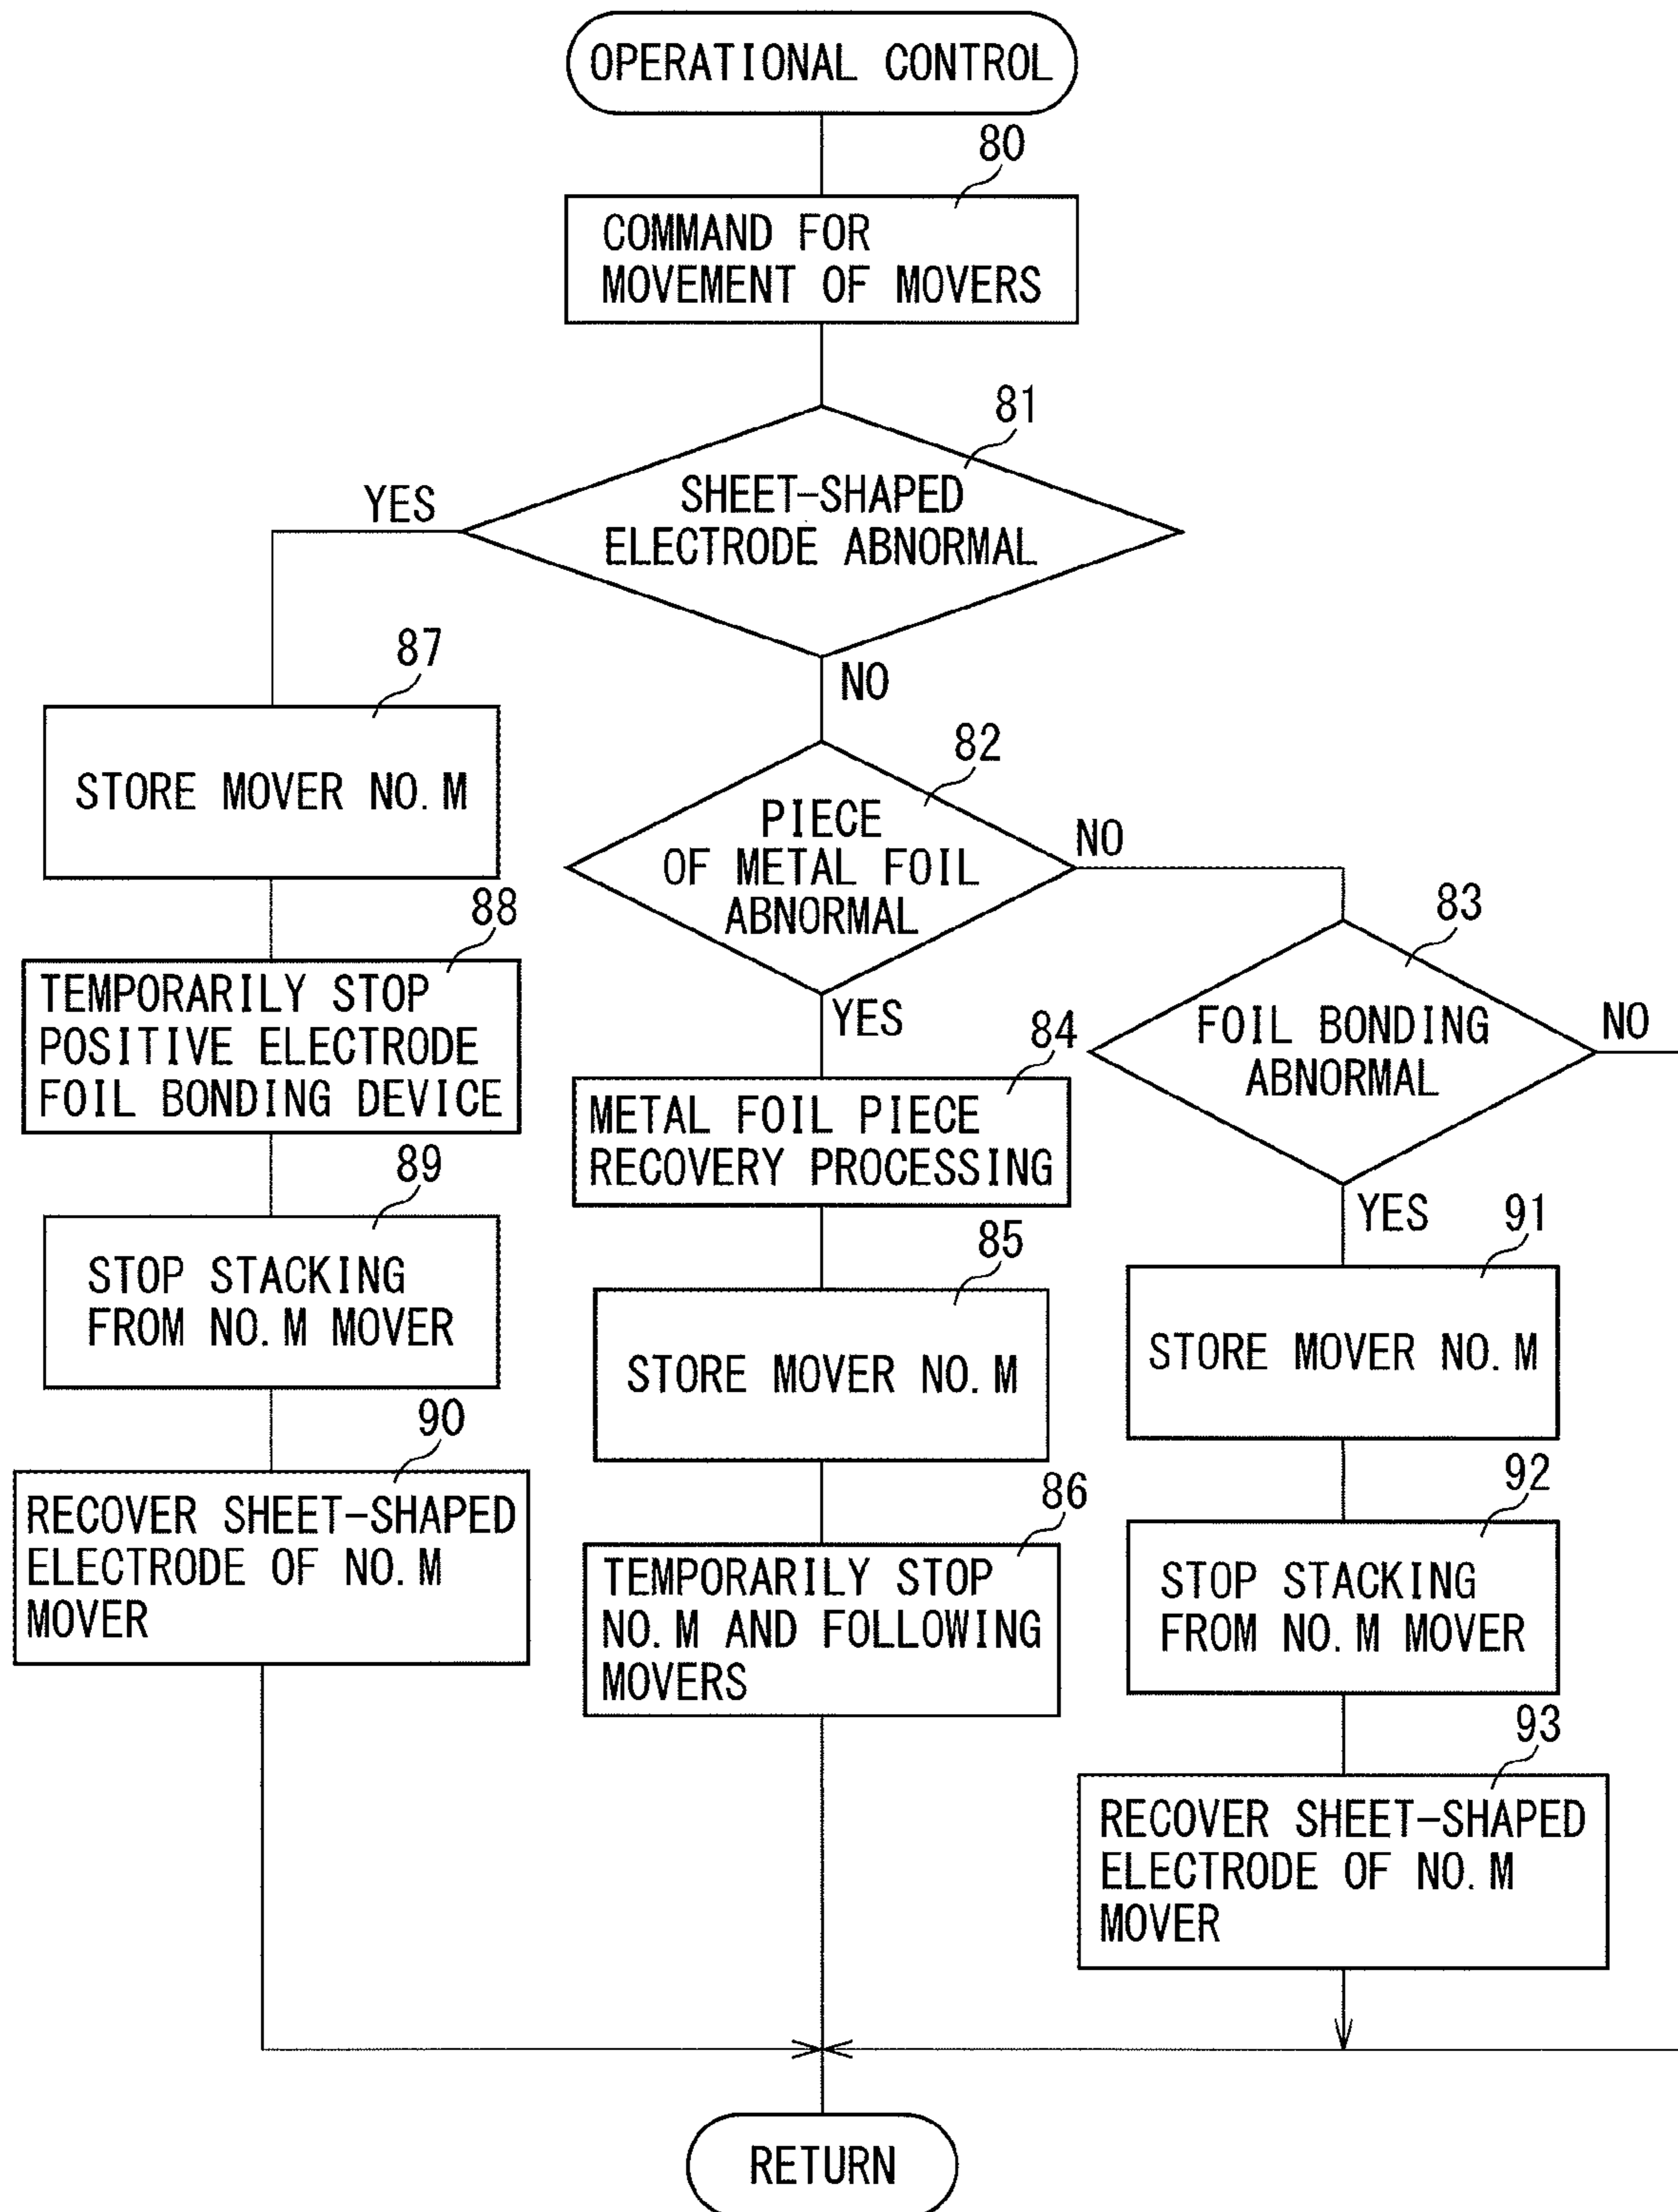 OPERATIONAL CONTROL
80
COMMAND FOR
MOVEMENT OF MOVERS
81
SHEET-SHAPED
ELECTRODE ABNORMAL
YES
NO
87
STORE MOVER NO. M
88
TEMPORARILY STOP
POSITIVE ELECTRODE
FOIL BONDING DEVICE
89
STOP STACKING
FROM NO. M MOVER
90
RECOVER SHEET-SHAPED
ELECTRODE OF NO. M
MOVER
82
PIECE
OF METAL FOIL
ABNORMAL
NO
YES
84
METAL FOIL PIECE
RECOVERY PROCESSING
85
STORE MOVER NO. M
86
TEMPORARILY STOP
NO. M AND FOLLOWING
MOVERS
83
FOIL BONDING
ABNORMAL
NO
YES
91
STORE MOVER NO. M
92
STOP STACKING
FROM NO. M MOVER
93
RECOVER SHEET-SHAPED
ELECTRODE OF NO. M
MOVER
RETURN